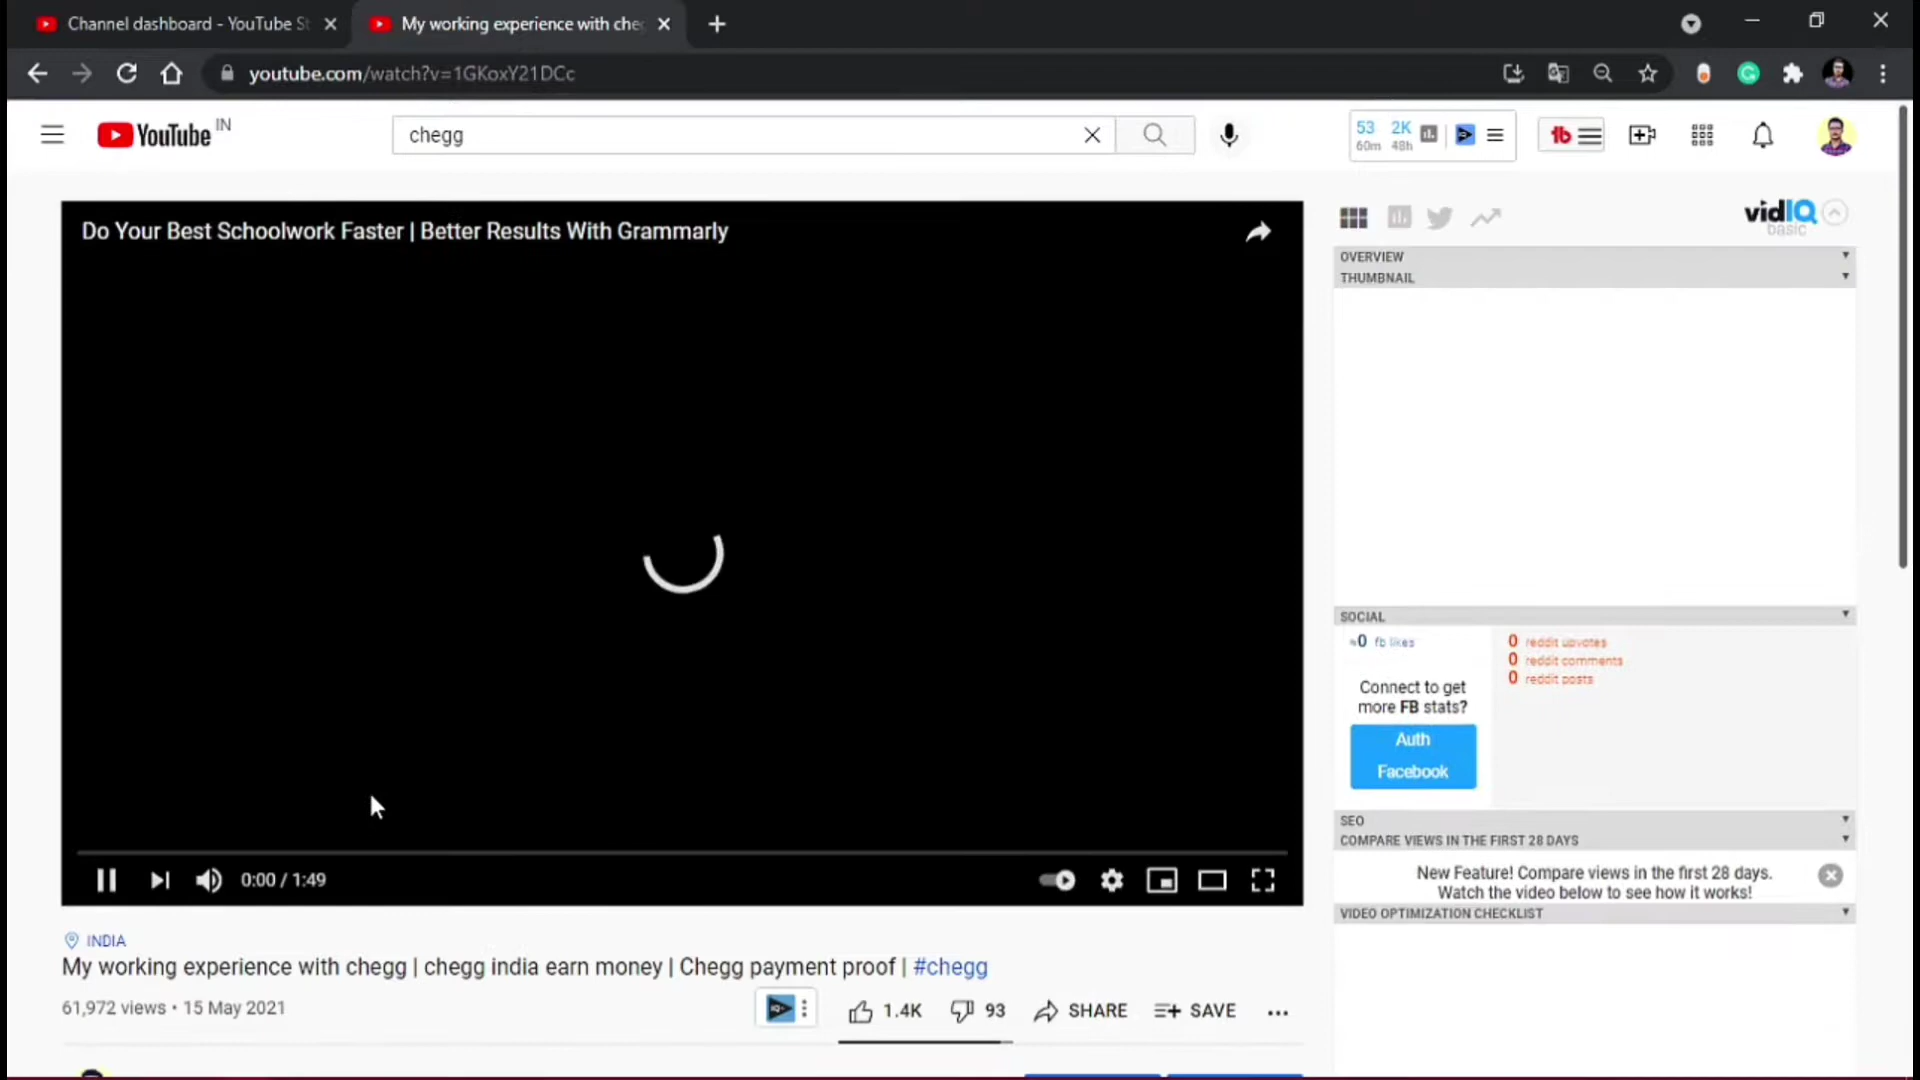 Channel dashboard - YouTube St
My working experience with che
youtube.com/watch?v=1GKoxY21DCc
YouTube IN
chegg
53 2K
60m 48h
tb
Do Your Best Schoolwork Faster | Better Results With Grammarly
vidIQ
basic
OVERVIEW
THUMBNAIL
SOCIAL
≈0 fb likes
0 reddit upvotes
0 reddit comments
0 reddit posts
Connect to get
more FB stats?
Auth
Facebook
SEO
COMPARE VIEWS IN THE FIRST 28 DAYS
New Feature! Compare views in the first 28 days.
Watch the video below to see how it works!
VIDEO OPTIMIZATION CHECKLIST
0:00 / 1:49
INDIA
My working experience with chegg | chegg india earn money | Chegg payment proof | #chegg
61,972 views • 15 May 2021
1.4K 93 SHARE SAVE